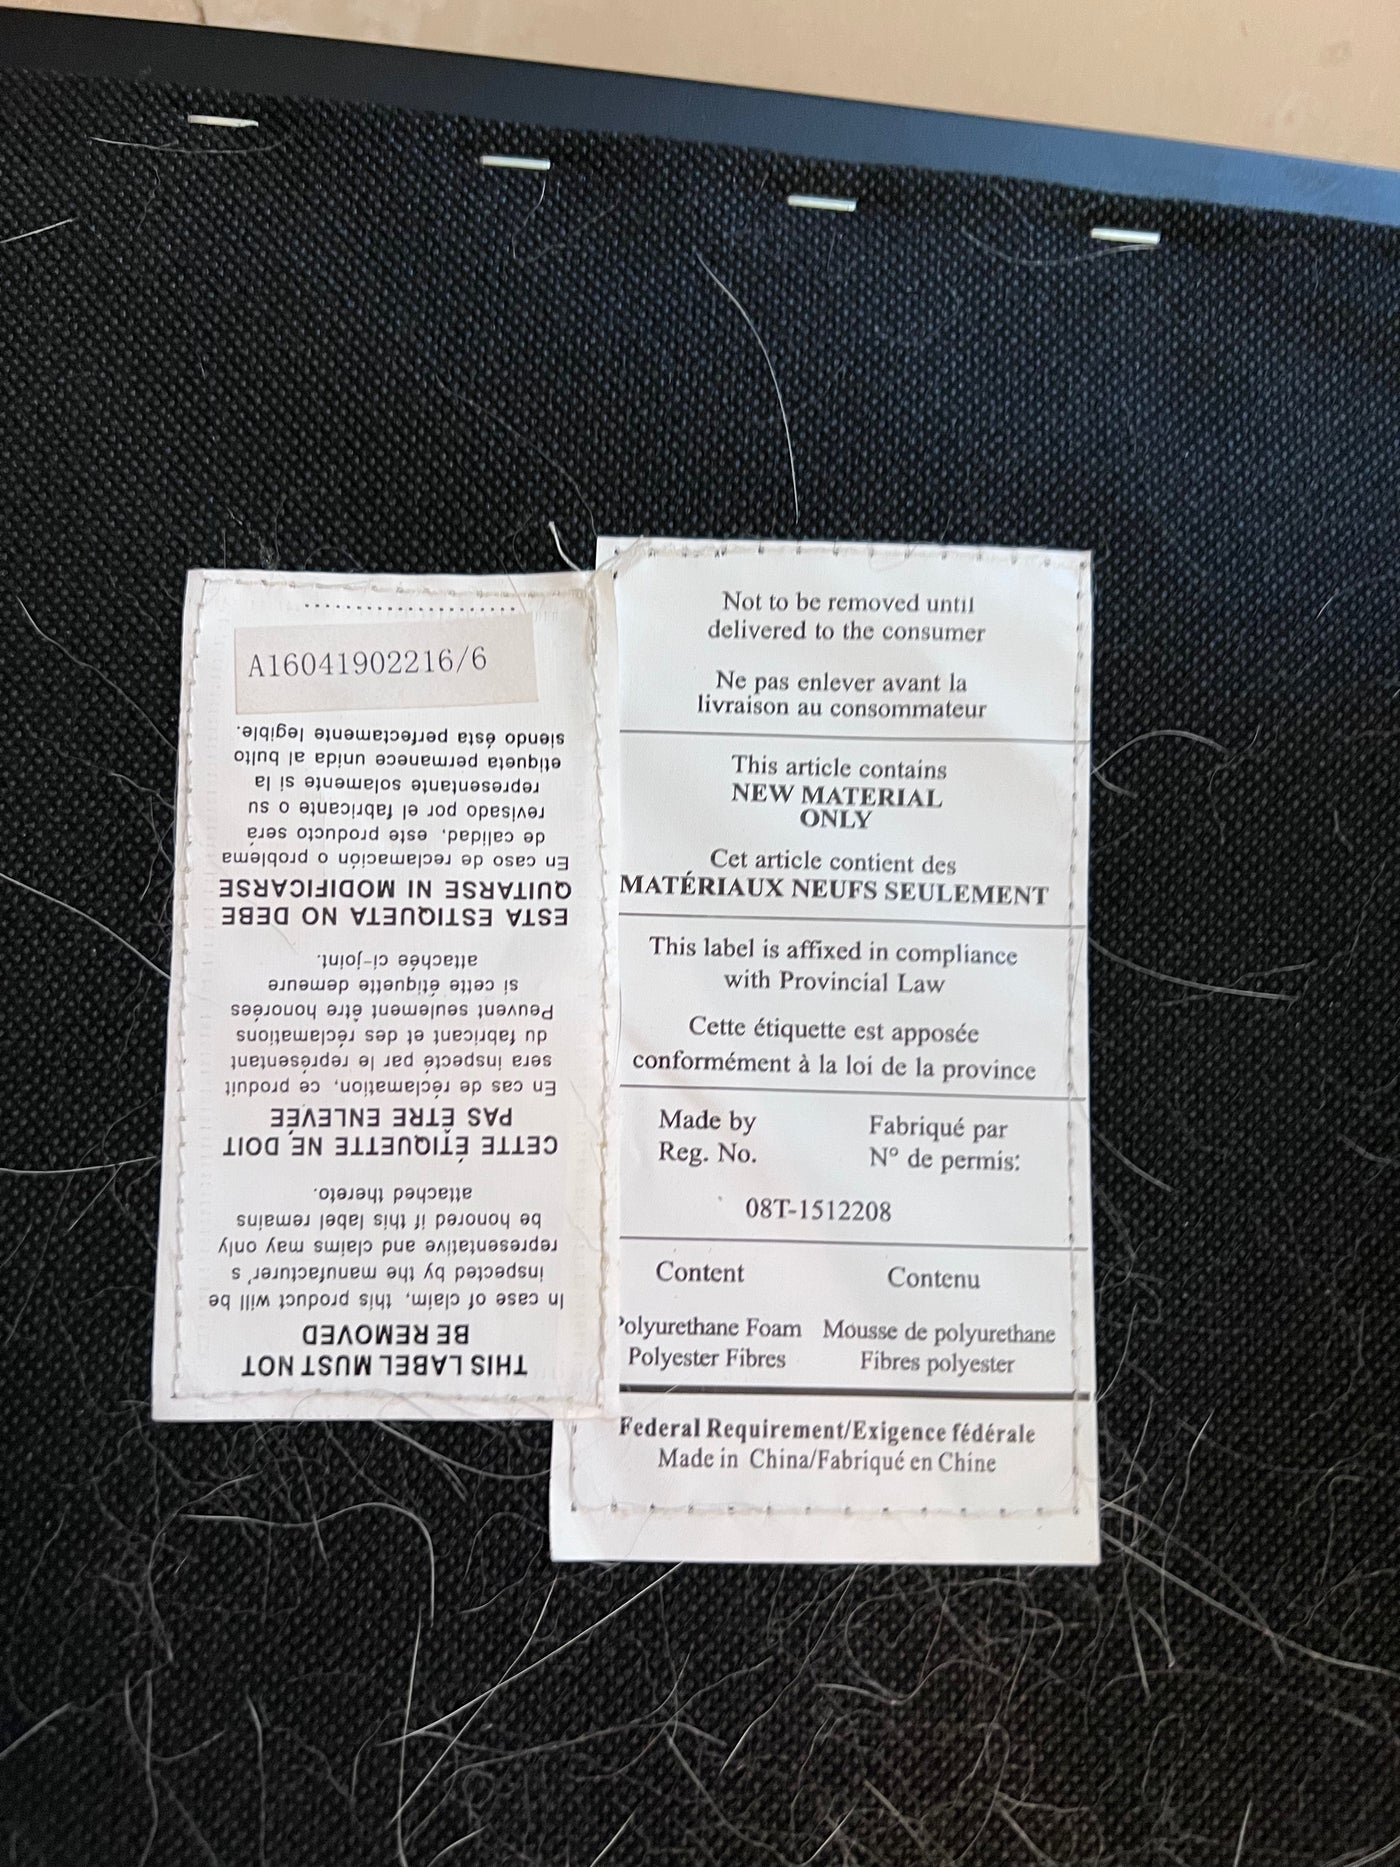 A16041902216/6
THIS LABEL MUST NOT
BE REMOVED
In case of claim, this product will be
inspected by the manufacturer's
representative and claims may only
be honored if this label remains
attached thereto.
CETTE ÉTIQUETTE NE DOIT
PAS ÊTRE ENLEVÉE
En cas de réclamation, ce produit
sera inspecté par le représentant
du fabricant et des réclamations
Peuvent seulement être honorées
si cette étiquette demeure
attachée ci-joint.
ESTA ESTIQUETA NO DEBE
QUITARSE NI MODIFICARSE
En caso de reclamación o problema
de calidad, este producto será
revisado por el fabricante o su
representante solamente si la
etiqueta permanece unida al bulto
siendo ésta perfectamente legible.
Not to be removed until
delivered to the consumer
Ne pas enlever avant la
livraison au consommateur
This article contains
NEW MATERIAL
ONLY
Cet article contient des
MATÉRIAUX NEUFS SEULEMENT
This label is affixed in compliance
with Provincial Law
Cette étiquette est apposée
conformément à la loi de la province
Made by Fabriqué par
Reg. No. N° de permis:
08T-1512208
Content Contenu
Polyurethane Foam Mousse de polyurethane
Polyester Fibres Fibres polyester
Federal Requirement/Exigence fédérale
Made in China/Fabriqué en Chine